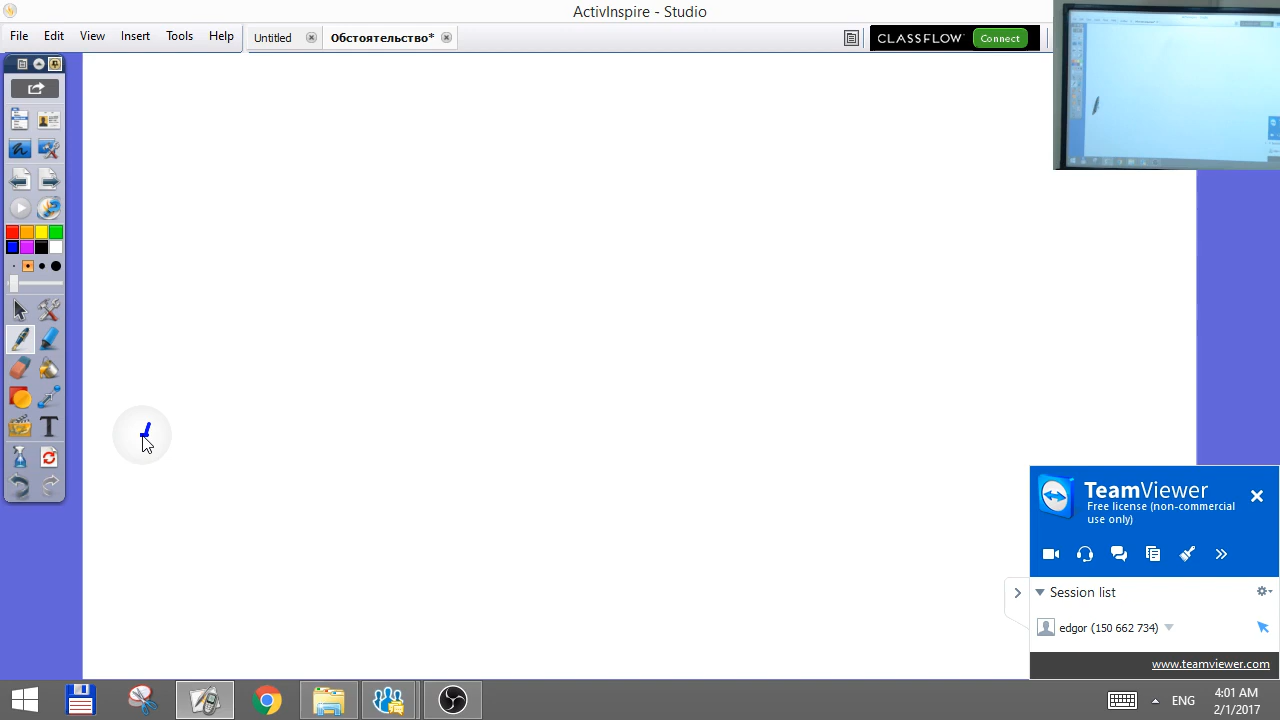 ActivInspire - Studio
File Edit View Insert Tools Help
Untitled Обстоятельство* CLASSFLOW Connect
T
TeamViewer
Free license (non-commercial
use only)
Session list
edgor (150 662 734)
www.teamviewer.com
ENG 4:01 AM
2/1/2017